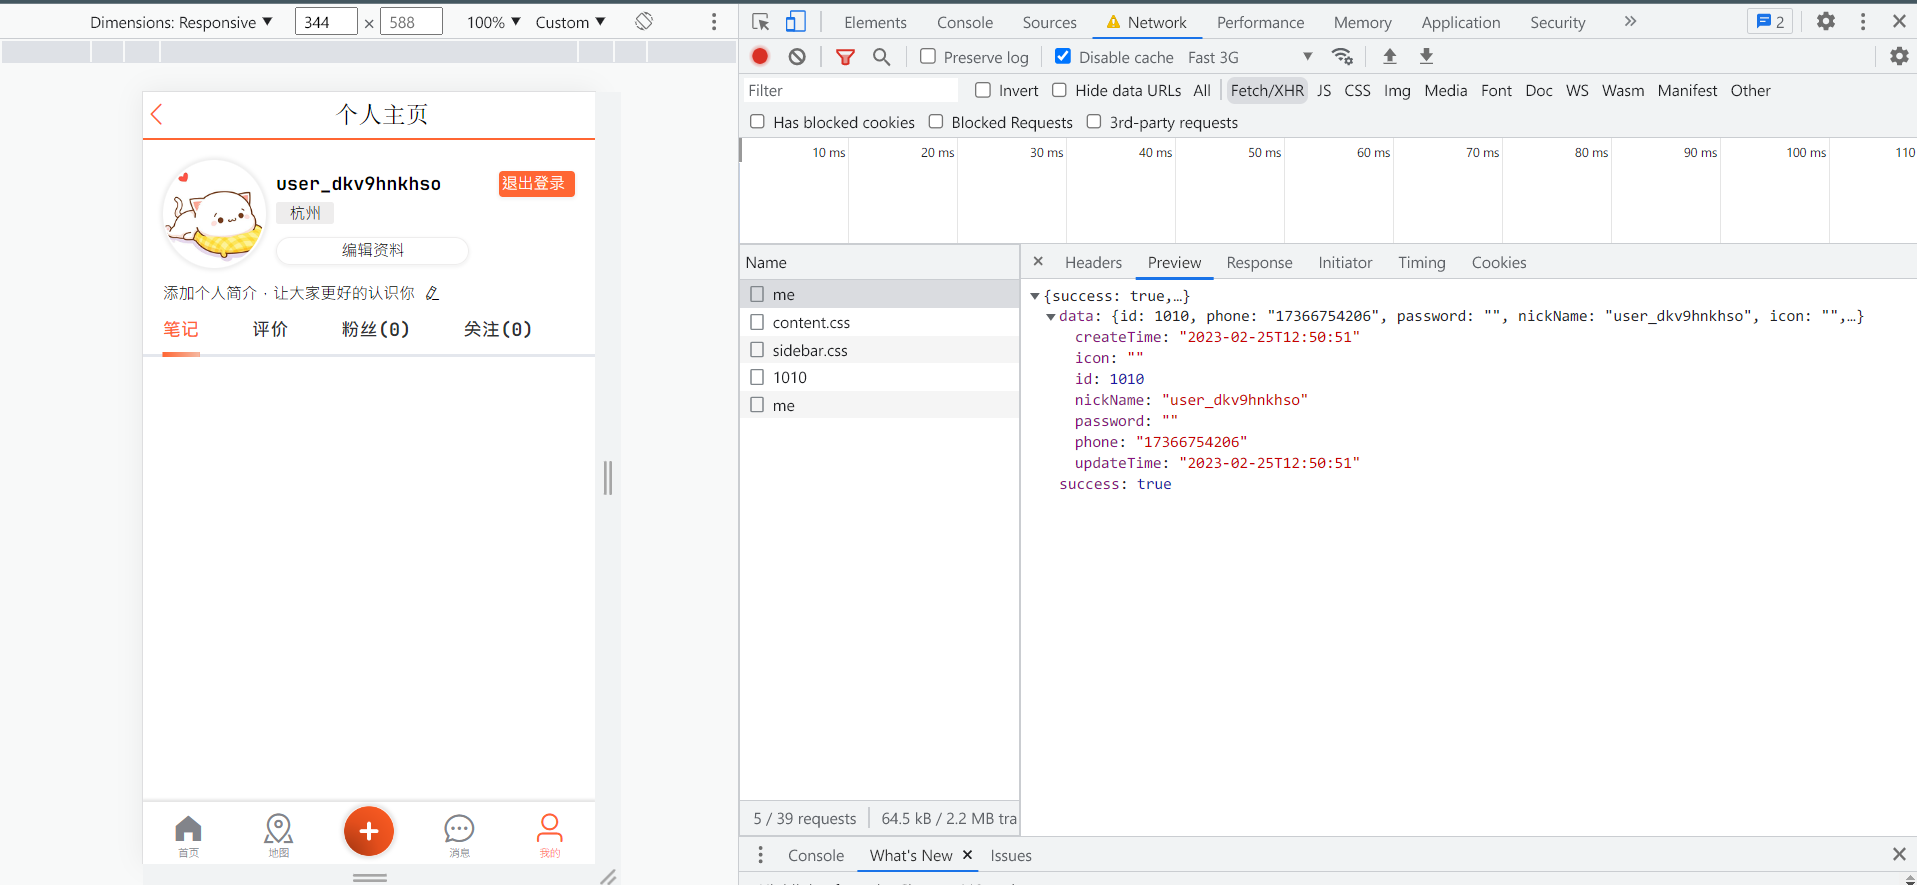 Dimensions: Responsive ▼ 344 × 588 100% ▼ Custom ▼
个人主页
user_dkv9hnkhso
退出登录
杭州
编辑资料
添加个人简介 · 让大家更好的认识你
笔记 评价 粉丝(0) 关注(0)
首页 地图 消息 我的
Elements Console Sources Network Performance Memory Application Security » 2
Preserve log Disable cache Fast 3G ▼
Filter Invert Hide data URLs All Fetch/XHR JS CSS Img Media Font Doc WS Wasm Manifest Other
Has blocked cookies Blocked Requests 3rd-party requests
10 ms 20 ms 30 ms 40 ms 50 ms 60 ms 70 ms 80 ms 90 ms 100 ms 110
Name
me
content.css
sidebar.css
1010
me
5 / 39 requests 64.5 kB / 2.2 MB tra
× Headers Preview Response Initiator Timing Cookies
▼{success: true,…}
▼data: {id: 1010, phone: "17366754206", password: "", nickName: "user_dkv9hnkhso", icon: "",…}
createTime: "2023-02-25T12:50:51"
icon: ""
id: 1010
nickName: "user_dkv9hnkhso"
password: ""
phone: "17366754206"
updateTime: "2023-02-25T12:50:51"
success: true
Console What's New × Issues